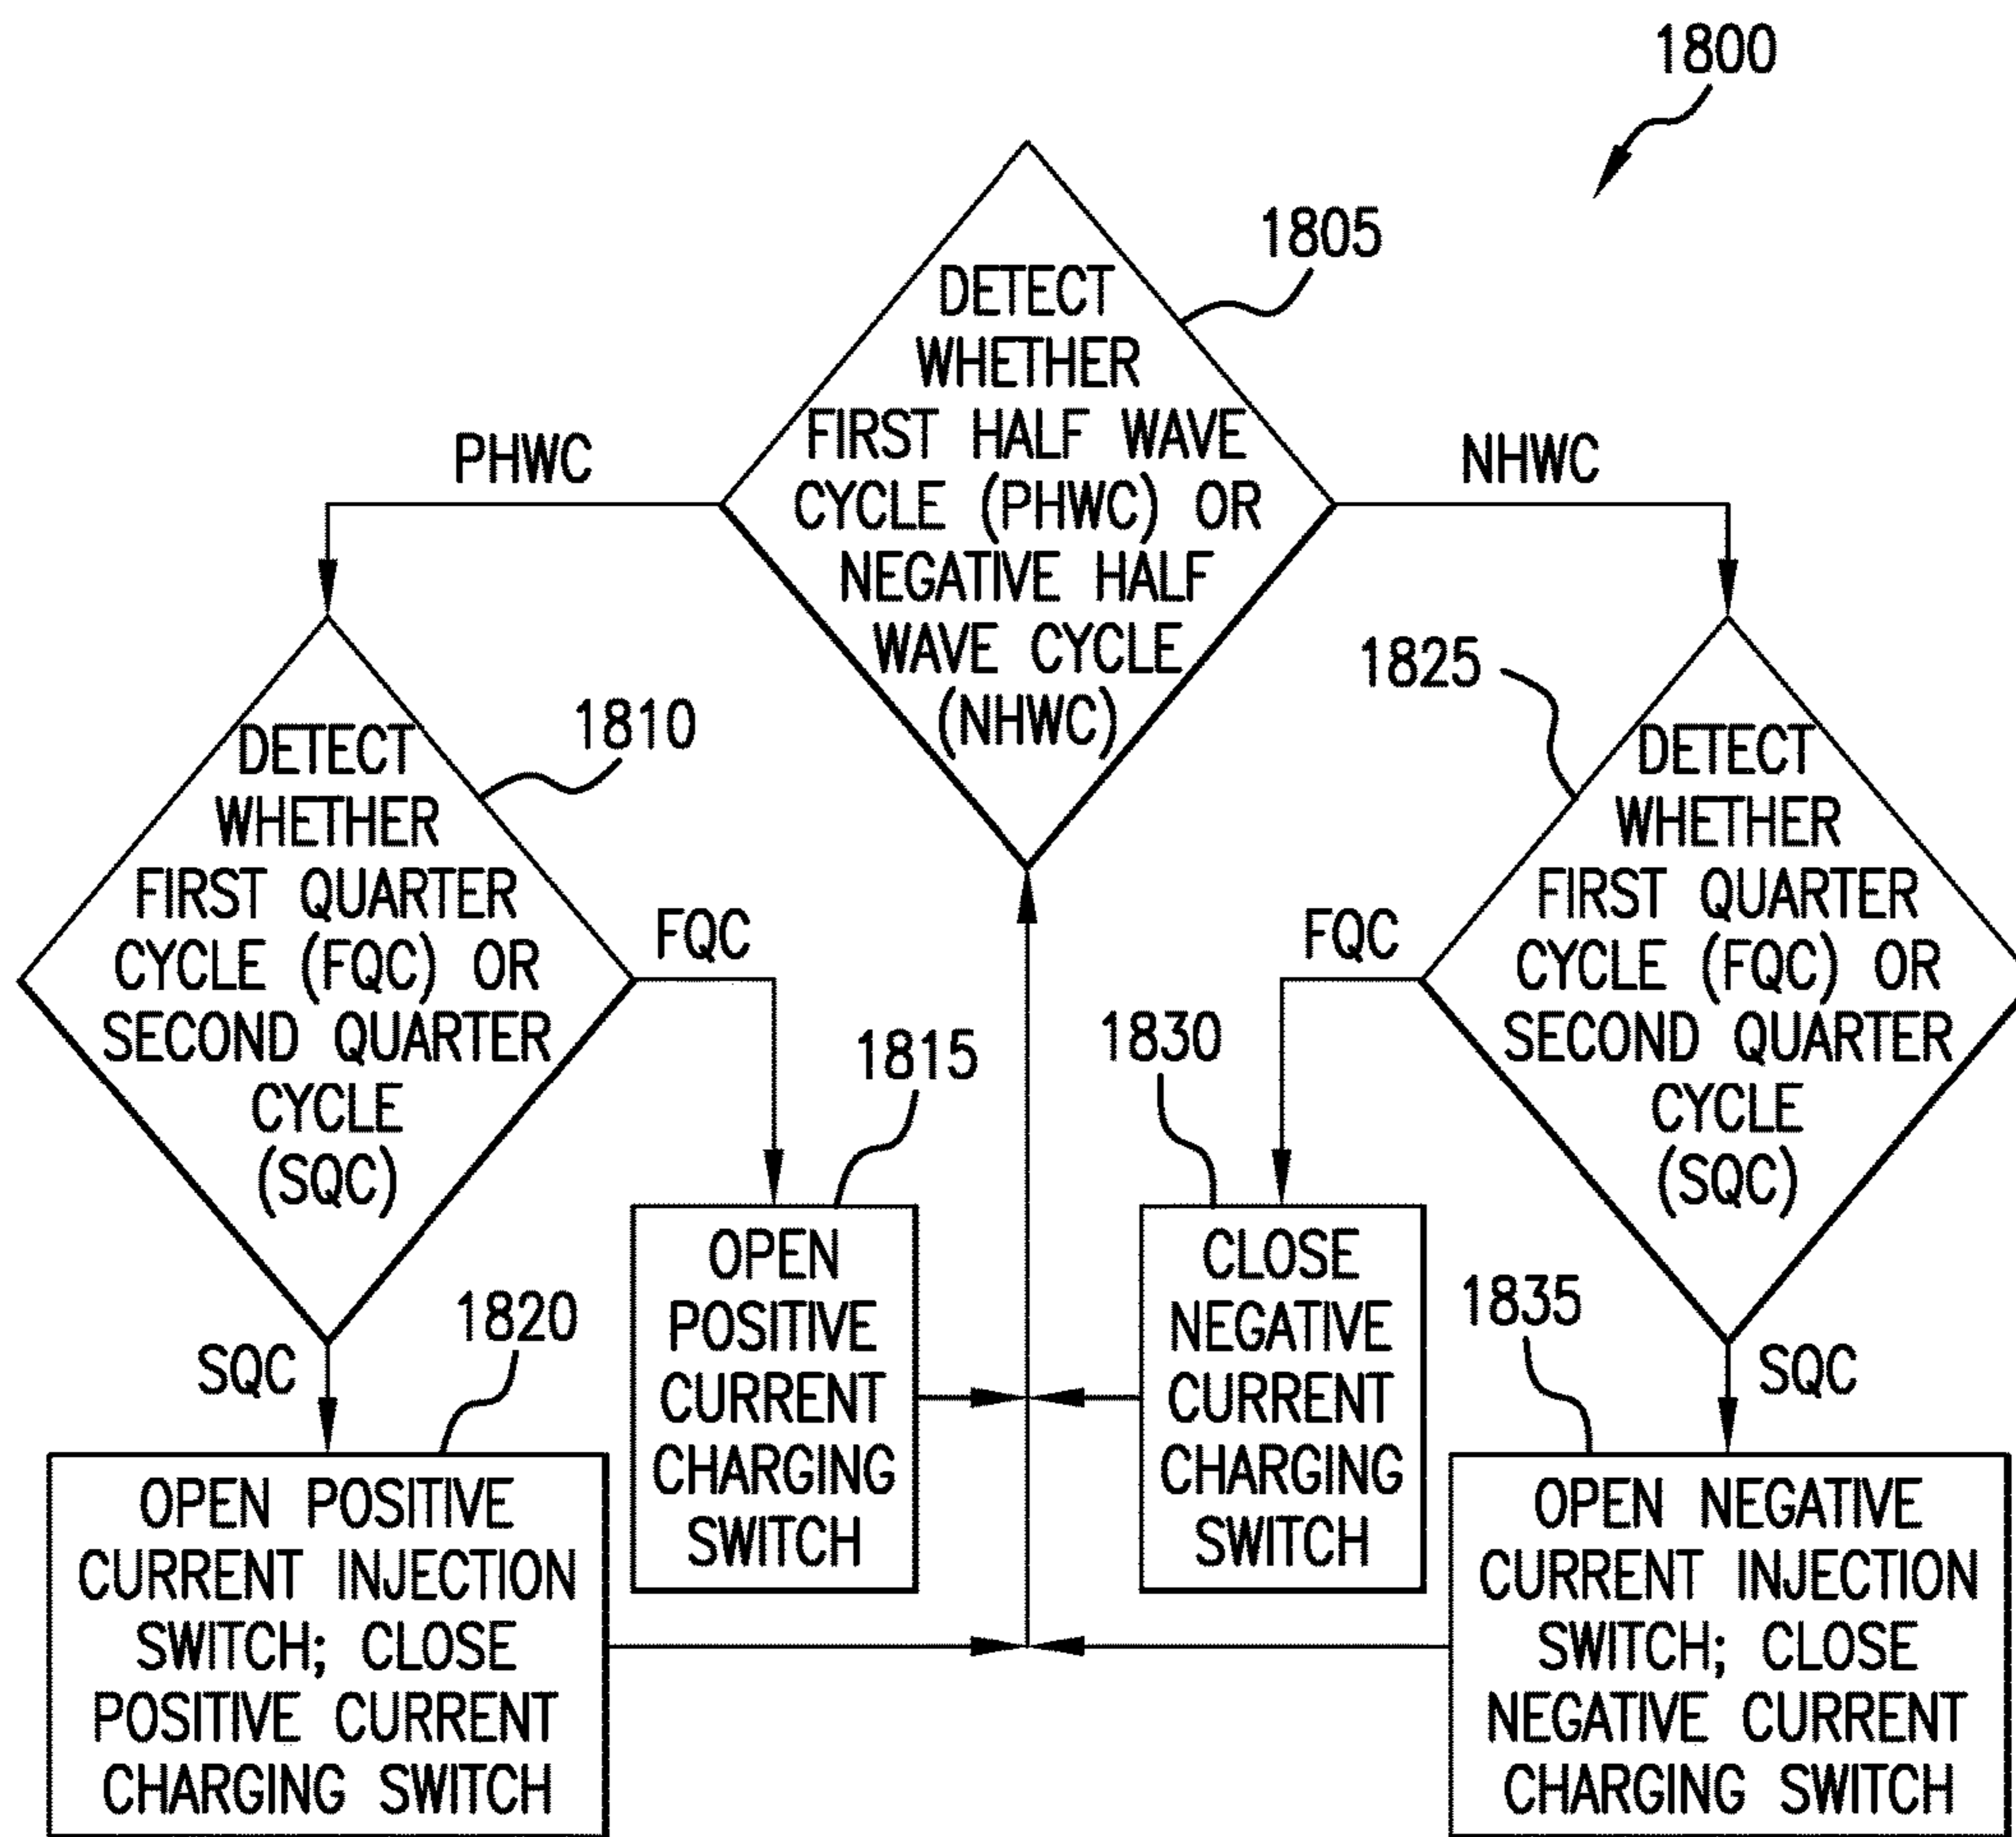 1800
1805
DETECT
WHETHER
FIRST HALF WAVE
CYCLE (PHWC) OR
NEGATIVE HALF
WAVE CYCLE
(NHWC)
PHWC
NHWC
1810
DETECT
WHETHER
FIRST QUARTER
CYCLE (FQC) OR
SECOND QUARTER
CYCLE
(SQC)
FQC
SQC
1825
DETECT
WHETHER
FIRST QUARTER
CYCLE (FQC) OR
SECOND QUARTER
CYCLE
(SQC)
FQC
SQC
1815
OPEN
POSITIVE
CURRENT
CHARGING
SWITCH
1830
CLOSE
NEGATIVE
CURRENT
CHARGING
SWITCH
1820
OPEN POSITIVE
CURRENT INJECTION
SWITCH; CLOSE
POSITIVE CURRENT
CHARGING SWITCH
1835
OPEN NEGATIVE
CURRENT INJECTION
SWITCH; CLOSE
NEGATIVE CURRENT
CHARGING SWITCH